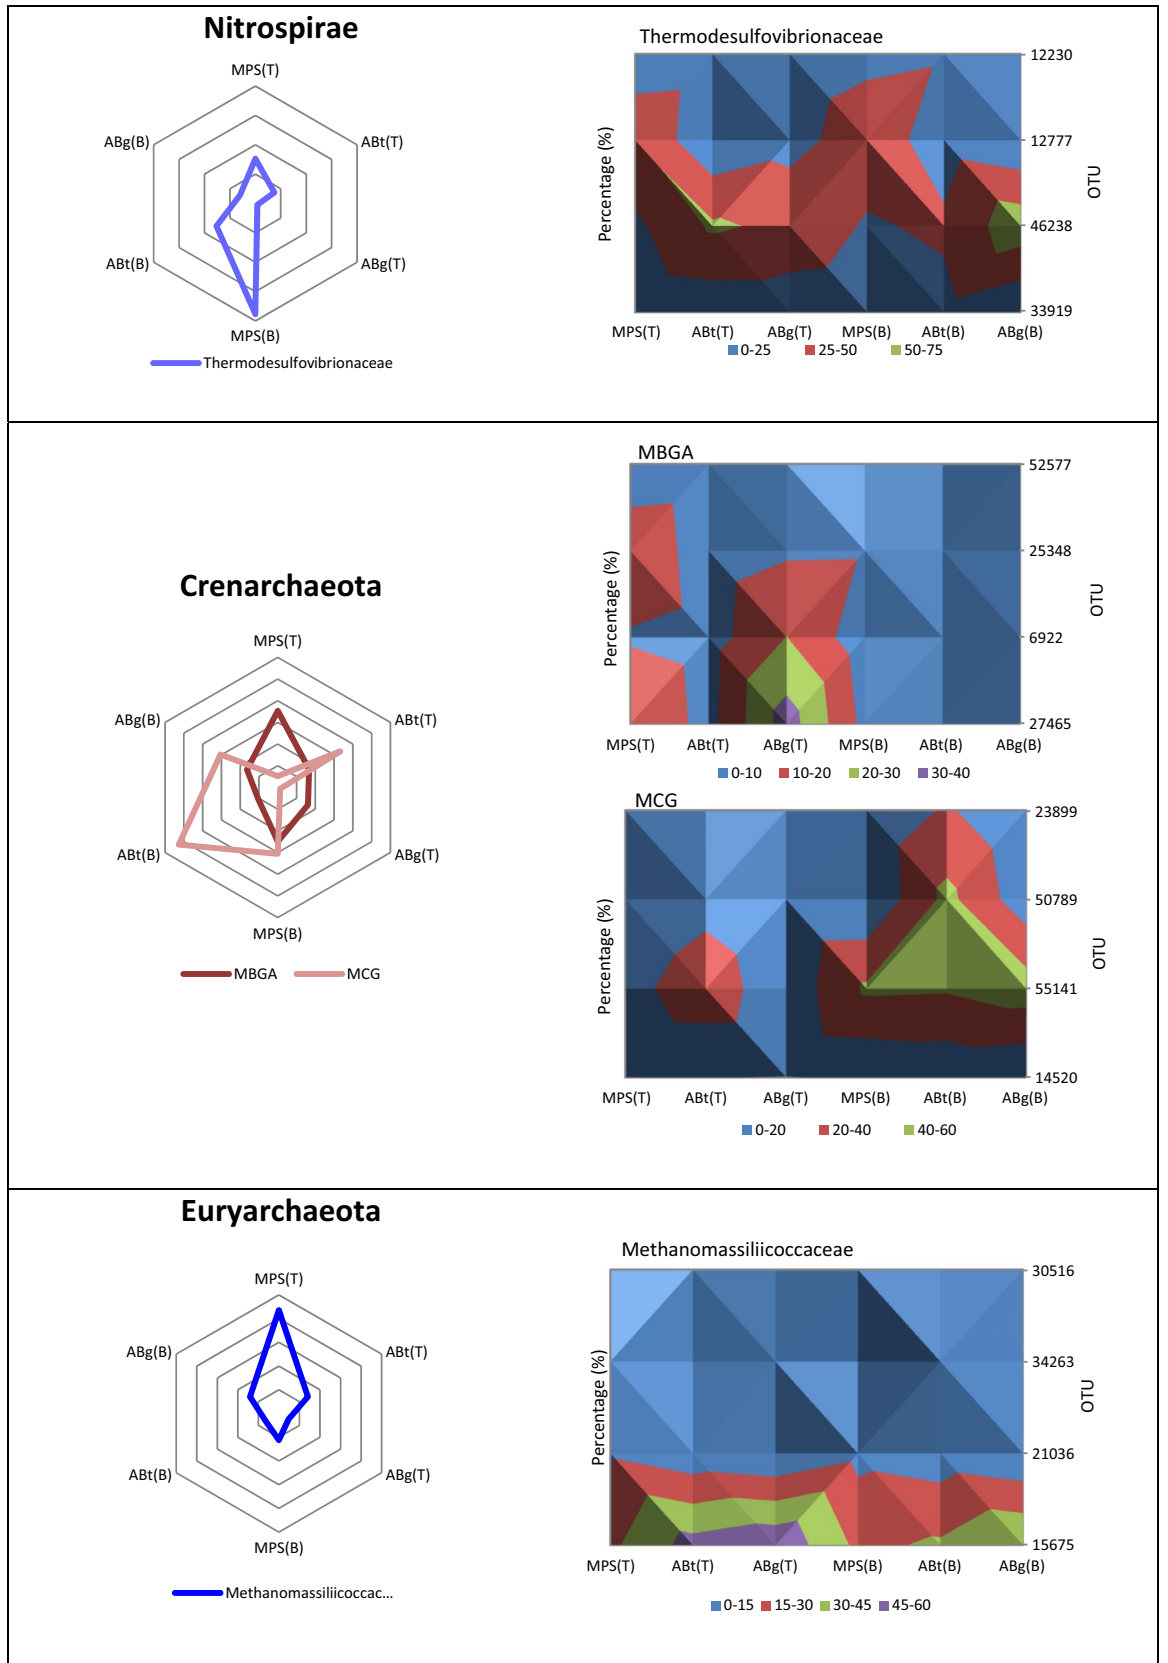 Nitrospirae
MPS(T)
ABg(B)
ABt(T)
ABt(B)
ABg(T)
MPS(B)
Thermodesulfovibrionaceae
Thermodesulfovibrionaceae
Percentage (%)
12230
12777
46238
33919
OTU
MPS(T) ABt(T) ABg(T) MPS(B) ABt(B) ABg(B)
0-25 25-50 50-75
Crenarchaeota
MPS(T)
ABg(B)
ABt(T)
ABt(B)
ABg(T)
MPS(B)
MBGA MCG
MBGA
Percentage (%)
52577
25348
6922
27465
OTU
MPS(T) ABt(T) ABg(T) MPS(B) ABt(B) ABg(B)
0-10 10-20 20-30 30-40
MCG
Percentage (%)
23899
50789
55141
14520
OTU
MPS(T) ABt(T) ABg(T) MPS(B) ABt(B) ABg(B)
0-20 20-40 40-60
Euryarchaeota
MPS(T)
ABg(B)
ABt(T)
ABt(B)
ABg(T)
MPS(B)
Methanomassiliicoccac...
Methanomassiliicoccaceae
Percentage (%)
30516
34263
21036
15675
OTU
MPS(T) ABt(T) ABg(T) MPS(B) ABt(B) ABg(B)
0-15 15-30 30-45 45-60